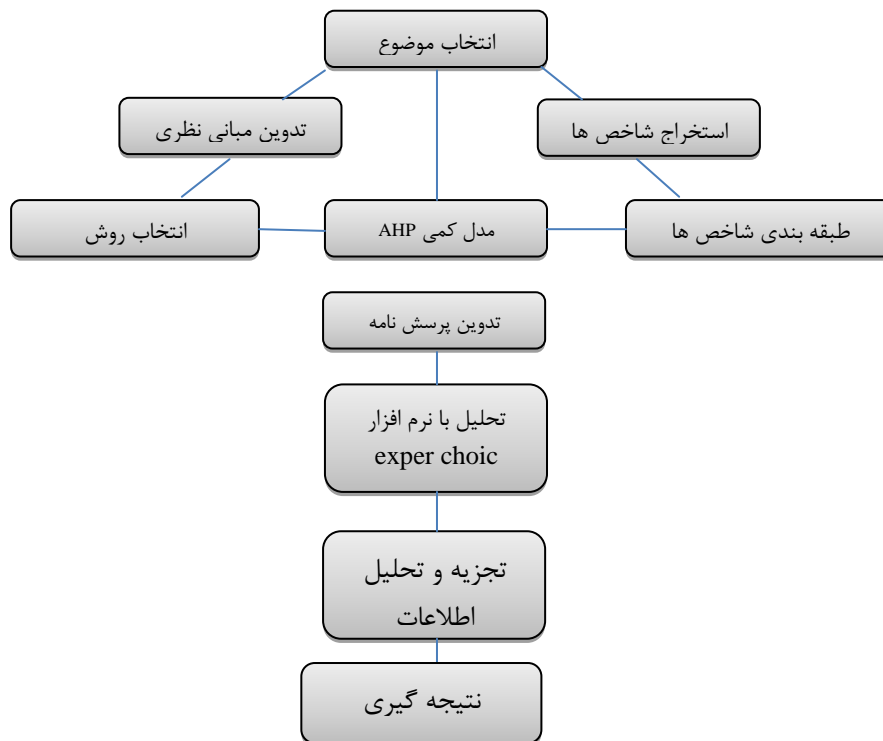 انتخاب موضوع
استخراج شاخص ها
تدوین مبانی نظری
طبقه بندی شاخص ها
مدل کمی AHP
انتخاب روش
تدوین پرسش نامه
تحلیل با نرم افزار
exper choic
تجزیه و تحلیل
اطلاعات
نتیجه گیری